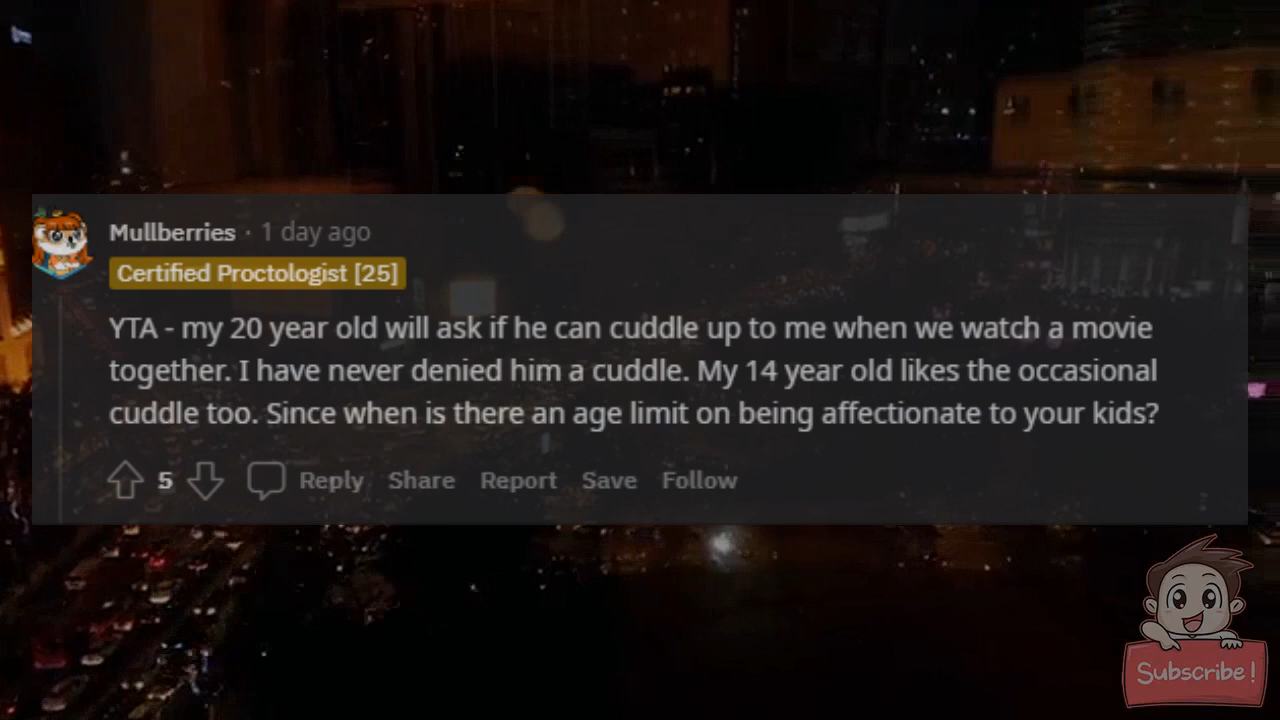 Mullberries · 1 day ago
Certified Proctologist [25]
YTA - my 20 year old will ask if he can cuddle up to me when we watch a movie
together. I have never denied him a cuddle. My 14 year old likes the occasional
cuddle too. Since when is there an age limit on being affectionate to your kids?
5 Reply Share Report Save Follow
Subscribe!